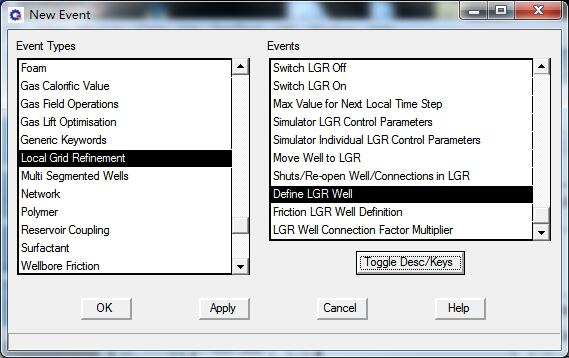 New Event
Event Types
Foam
Gas Calorific Value
Gas Field Operations
Gas Lift Optimisation
Generic Keywords
Local Grid Refinement
Multi Segmented Wells
Network
Polymer
Reservoir Coupling
Surfactant
Wellbore Friction
Events
Switch LGR Off
Switch LGR On
Max Value for Next Local Time Step
Simulator LGR Control Parameters
Simulator Individual LGR Control Parameters
Move Well to LGR
Shuts/Re-open Well/Connections in LGR
Define LGR Well
Friction LGR Well Definition
LGR Well Connection Factor Multiplier
Toggle Desc/Keys
OK
Apply
Cancel
Help